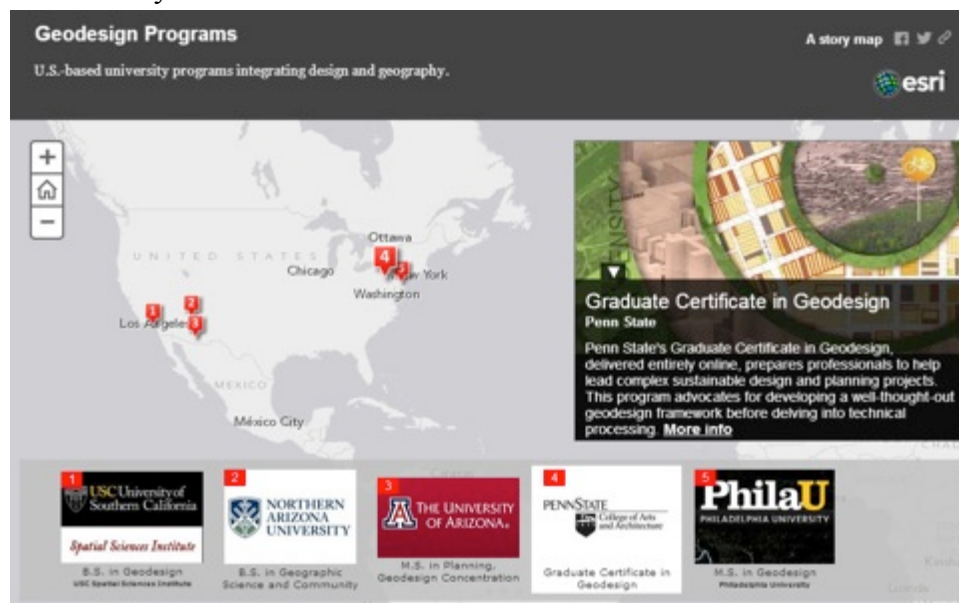 Geodesign Programs
A story map
U.S.-based university programs integrating design and geography.
esri
+
−
UNITED STATES
Ottawa
Chicago
New York
Washington
Los Angeles
MEXICO
México City
1
2
3
4
5
ENSITY
Graduate Certificate in Geodesign
Penn State
Penn State's Graduate Certificate in Geodesign,
delivered entirely online, prepares professionals to help
lead complex sustainable design and planning projects.
This program advocates for developing a well-thought-out
geodesign framework before delving into technical
processing. More info
1
USC University of
Southern California
Spatial Sciences Institute
B.S. in Geodesign
USC Spatial Sciences Institute
2
NORTHERN
ARIZONA
UNIVERSITY
B.S. in Geographic
Science and Community
3
THE UNIVERSITY
OF ARIZONA.
M.S. in Planning,
Geodesign Concentration
4
PENNSTATE
College of Arts
and Architecture
Graduate Certificate in
Geodesign
5
PhilaU
PHILADELPHIA UNIVERSITY
M.S. in Geodesign
Philadelphia University